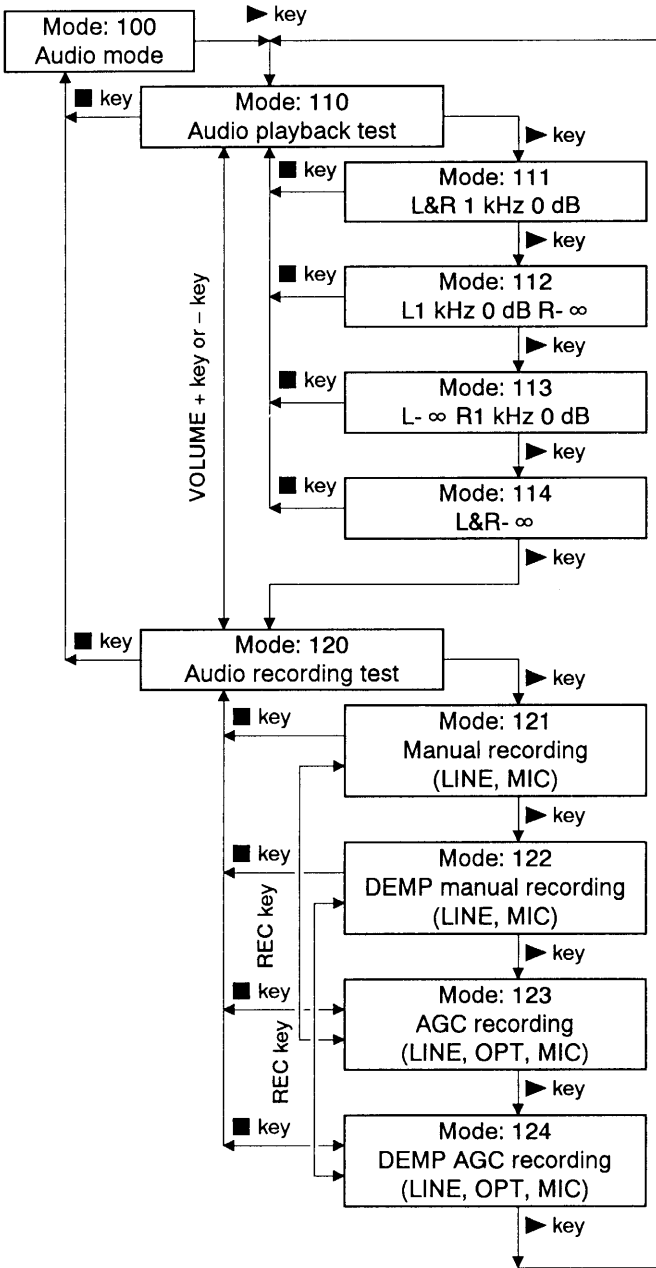 ▶ key
Mode: 100
Audio mode
■ key
Mode: 110
Audio playback test
▶ key
■ key
Mode: 111
L&R 1 kHz 0 dB
▶ key
■ key
Mode: 112
L1 kHz 0 dB R- ∞
▶ key
■ key
Mode: 113
L- ∞ R1 kHz 0 dB
▶ key
■ key
Mode: 114
L&R- ∞
▶ key
VOLUME + key or – key
■ key
Mode: 120
Audio recording test
▶ key
■ key
Mode: 121
Manual recording
(LINE, MIC)
▶ key
■ key
Mode: 122
DEMP manual recording
(LINE, MIC)
▶ key
REC key
■ key
Mode: 123
AGC recording
(LINE, OPT, MIC)
▶ key
REC key
■ key
Mode: 124
DEMP AGC recording
(LINE, OPT, MIC)
▶ key